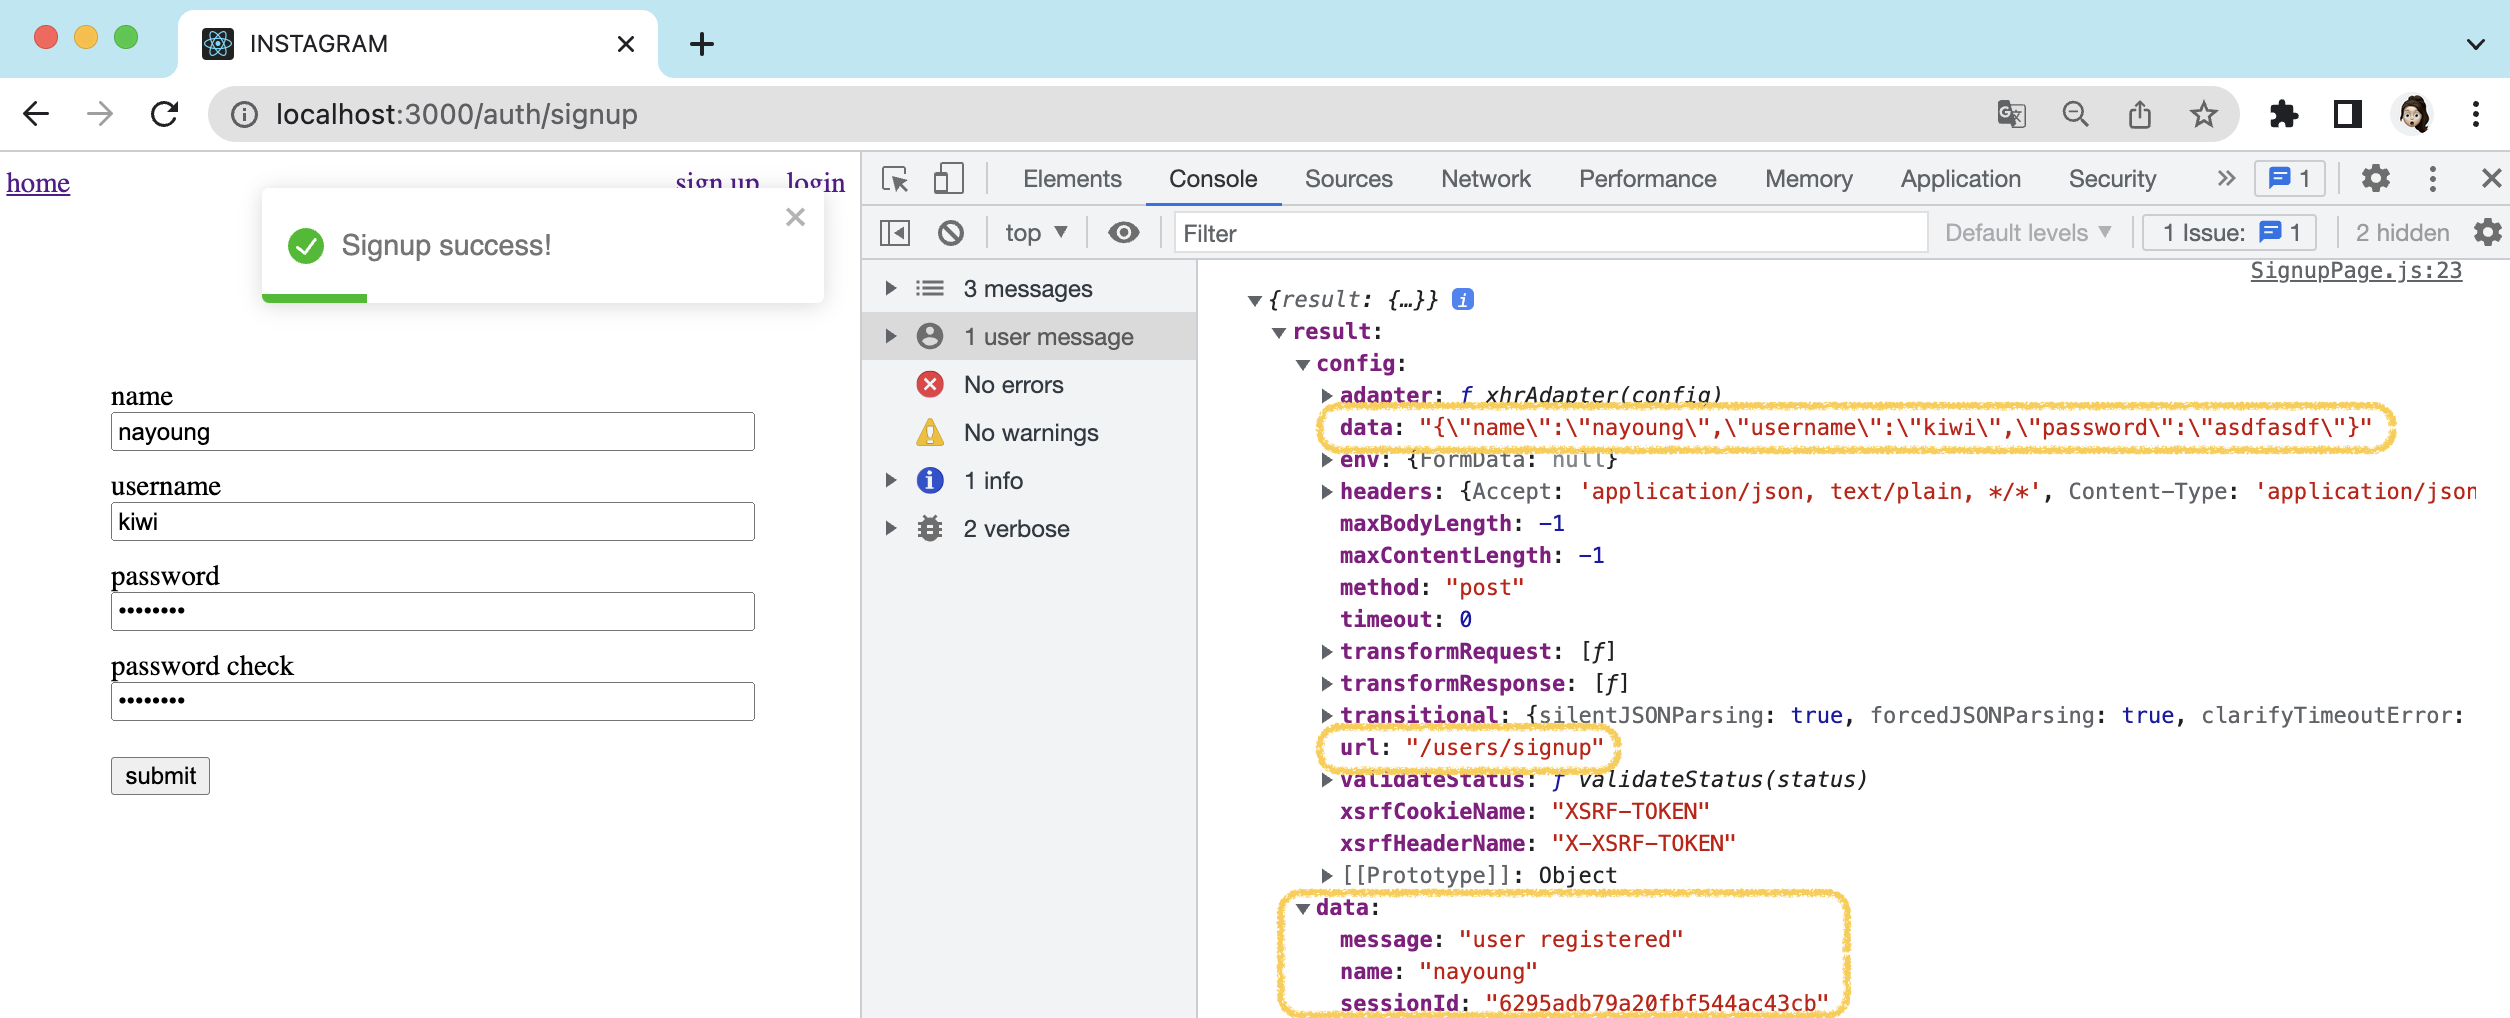 INSTAGRAM
localhost:3000/auth/signup
home
sign up login
Signup success!
name
nayoung
username
kiwi
password
••••••••
password check
••••••••
submit
Elements Console Sources Network Performance Memory Application Security » 1
top Filter Default levels 1 Issue: 1 2 hidden
3 messages
1 user message
No errors
No warnings
1 info
2 verbose
SignupPage.js:23
{result: {…}} i
result:
config:
adapter: ƒ xhrAdapter(config)
data: "{\"name\":\"nayoung\",\"username\":\"kiwi\",\"password\":\"asdfasdf\"}"
env: {FormData: null}
headers: {Accept: 'application/json, text/plain, */*', Content-Type: 'application/json
maxBodyLength: -1
maxContentLength: -1
method: "post"
timeout: 0
transformRequest: [ƒ]
transformResponse: [ƒ]
transitional: {silentJSONParsing: true, forcedJSONParsing: true, clarifyTimeoutError:
url: "/users/signup"
validateStatus: ƒ validateStatus(status)
xsrfCookieName: "XSRF-TOKEN"
xsrfHeaderName: "X-XSRF-TOKEN"
[[Prototype]]: Object
data:
message: "user registered"
name: "nayoung"
sessionId: "6295adb79a20fbf544ac43cb"